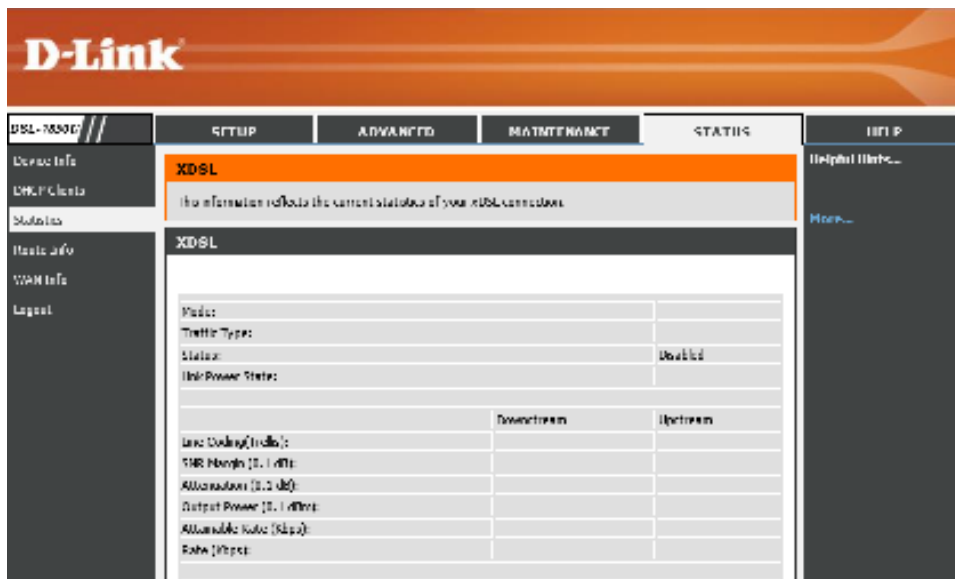 D-Link
SETUP
ADVANCED
MAINTENANCE
STATUS
HELP
Device Info
DHCP Clients
Statistics
Route Info
WAN Info
Logout
XDSL
This information reflects the current statistics of your xDSL connection.
Helpful Hints...
More...
XDSL
Mode:
Traffic Type:
Status: Disabled
Link Power State:
Downstream Upstream
Line Coding(Trellis):
SNR Margin (0.1 dB):
Attenuation (0.1 dB):
Output Power (0.1 dBm):
Attainable Rate (Kbps):
Rate (Kbps):